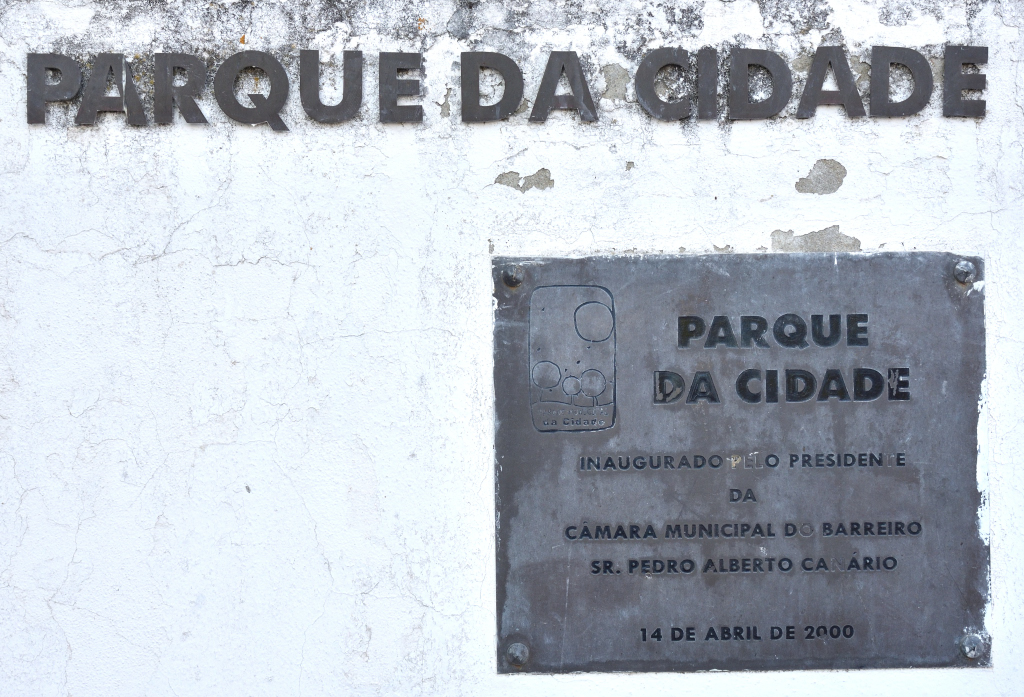 PARQUE DA CIDADE
PARQUE
DA CIDADE
da Cidade
INAUGURADO PELO PRESIDENTE
DA
CÂMARA MUNICIPAL DO BARREIRO
SR. PEDRO ALBERTO CANÁRIO
14 DE ABRIL DE 2000